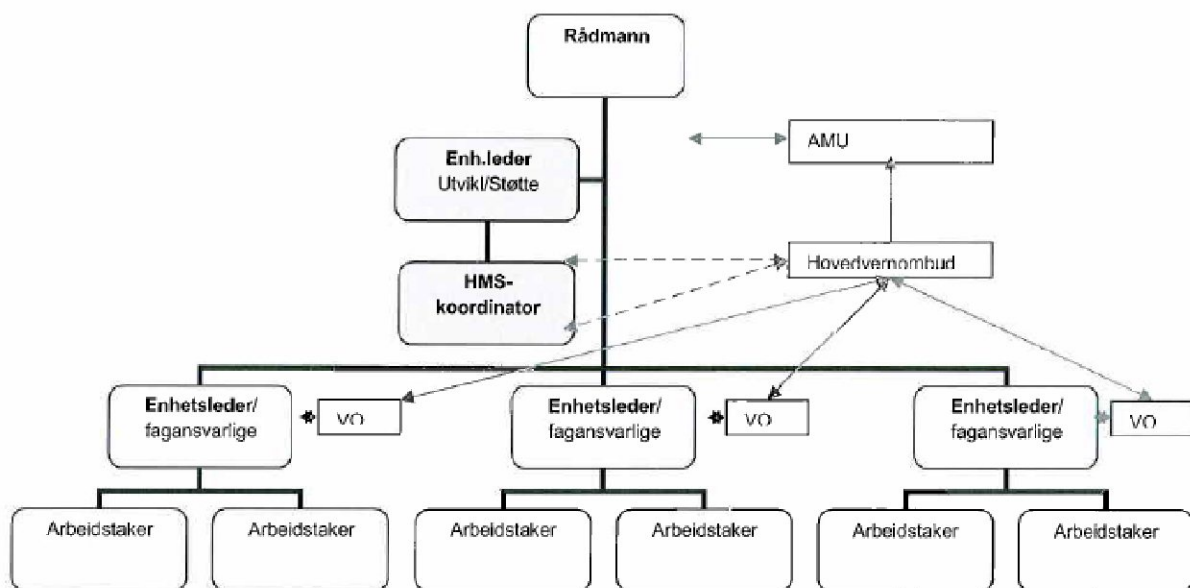 Rådmann
AMU
Enh.leder
Utvikl/Støtte
Hovedvernombud
HMS-
koordinator
Enhetsleder/
fagansvarlige
VO
Enhetsleder/
fagansvarlige
VO
Enhetsleder/
fagansvarlige
VO
Arbeidstaker
Arbeidstaker
Arbeidstaker
Arbeidstaker
Arbeidstaker
Arbeidstaker